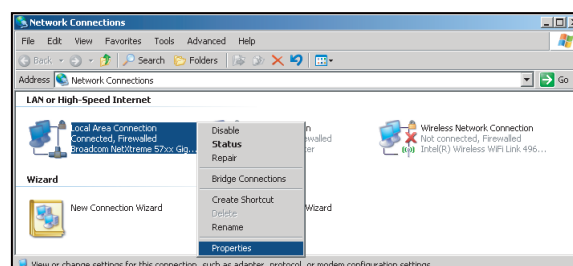 Network Connections
File Edit View Favorites Tools Advanced Help
Back Search Folders
Address Network Connections Go
LAN or High-Speed Internet
Local Area Connection
Connected, Firewalled
Broadcom NetXtreme 57xx Gig...
Disable
Status
Repair
Bridge Connections
Create Shortcut
Delete
Rename
Properties
Wireless Network Connection
Not connected, Firewalled
Intel(R) Wireless WiFi Link 496...
Wizard
New Connection Wizard
Wizard
View or change settings for this connection, such as adapter, protocol, or modem configuration settings.